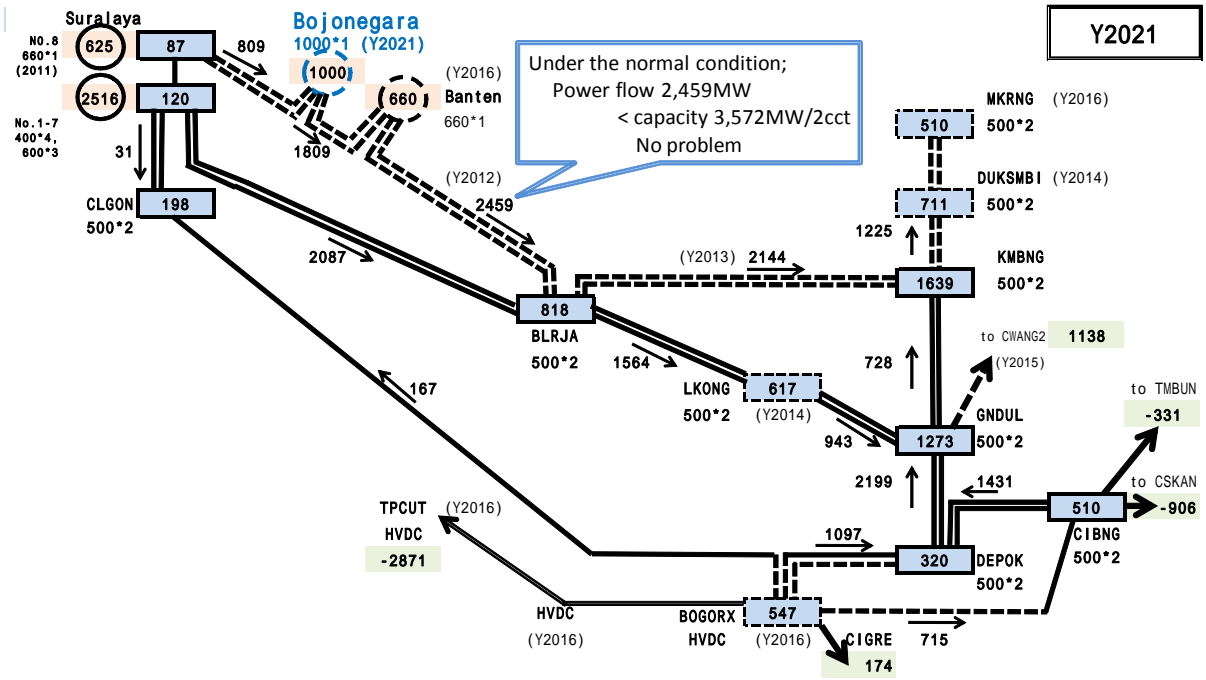 Suralaya
NO.8
660*1
(2011)
625
87
809
Bojonegara
1000*1 (Y2021)
1000
Y2021
2516
120
No.1-7
400*4,
600*3
31
1809
660
(Y2016)
Banten
660*1
Under the normal condition;
Power flow 2,459MW
< capacity 3,572MW/2cct
No problem
MKRNG (Y2016)
510
500*2
DUKSMBI (Y2014)
711
500*2
CLGON
198
500*2
(Y2012)
2459
2087
1225
(Y2013) 2144
KMBNG
1639
500*2
818
BLRJA
500*2
1564
728
to CWANG2 1138
(Y2015)
167
LKONG
617
500*2
(Y2014)
943
GNDUL
1273
500*2
to TMBUN
-331
2199
1431
to CSKAN
-906
510
CIBNG
500*2
TPCUT (Y2016)
HVDC
-2871
1097
320
DEPOK
500*2
HVDC
(Y2016)
BOGORX
HVDC
547
(Y2016)
CIGRE
174
715